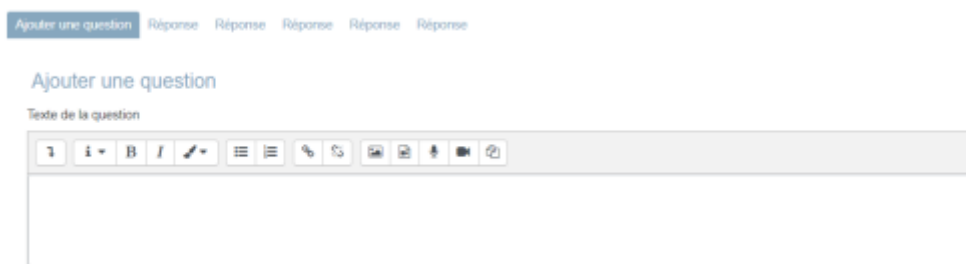 Ajouter une question Réponse Réponse Réponse Réponse Réponse
Ajouter une question
Texte de la question
B I